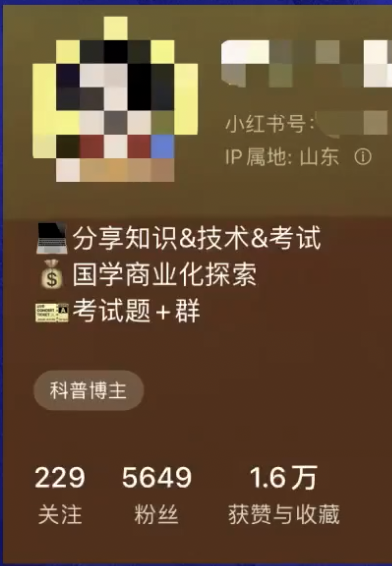 小红书号:
IP属地: 山东
分享知识&技术&考试
国学商业化探索
考试题+群
科普博主
229 5649 1.6万
关注 粉丝 获赞与收藏